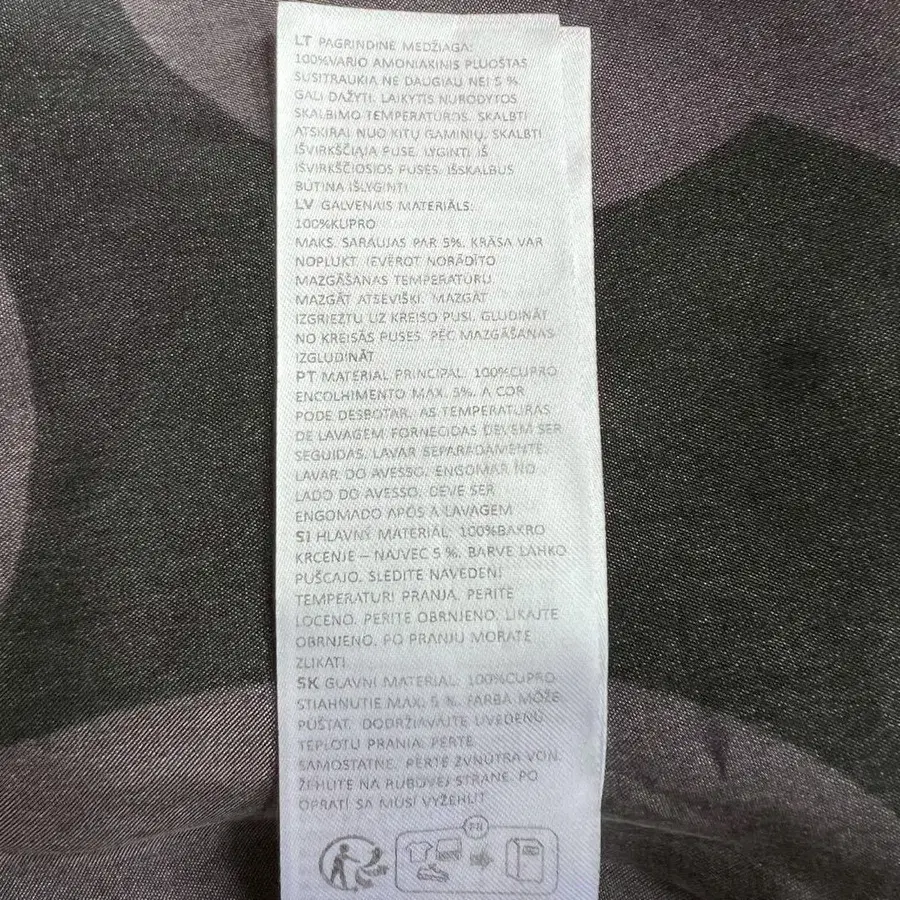 LT PAGRINDINĖ MEDŽIAGA:
100%VARIO AMONIAKINIS PLUOŠTAS
SUSITRAUKIA NE DAUGIAU NEI 5 %.
GALI DAŽYTI. LAIKYTIS NURODYTOS
SKALBIMO TEMPERATŪROS. SKALBTI
ATSKIRAI NUO KITŲ GAMINIŲ. SKALBTI
IŠVIRKŠČIĄJA PUSE. LYGINTI IŠ
IŠVIRKŠČIOSIOS PUSĖS. IŠSKALBUS
BŪTINA IŠLYGINTI
LV GALVENAIS MATERIĀLS:
100%KUPRO
MAKS. SARAUJAS PAR 5%. KRĀSA VAR
NOPLUKT. IEVĒROT NORĀDĪTO
MAZGĀŠANAS TEMPERATŪRU.
MAZGĀT ATSEVIŠĶI. MAZGĀT
IZGRIEZTU UZ KREISO PUSI. GLUDINĀT
NO KREISĀS PUSES. PĒC MAZGĀŠANAS
IZGLUDINĀT
PT MATERIAL PRINCIPAL: 100%CUPRO
ENCOLHIMENTO MAX. 5%. A COR
PODE DESBOTAR. AS TEMPERATURAS
DE LAVAGEM FORNECIDAS DEVEM SER
SEGUIDAS. LAVAR SEPARADAMENTE.
LAVAR DO AVESSO. ENGOMAR NO
LADO DO AVESSO. DEVE SER
ENGOMADO APÓS A LAVAGEM
SI HLAVNÝ MATERIÁL: 100%BAKRO
KRČENJE – NAJVEČ 5 %. BARVE LAHKO
PUŠČAJO. SLEDITE NAVEDENI
TEMPERATURI PRANJA. PERITE
LOČENO. PERITE OBRNJENO. LIKAJTE
OBRNJENO. PO PRANJU MORATE
ZLIKATI
SK GLAVNI MATERIAL: 100%CUPRO
STIAHNUTIE MAX. 5 %. FARBA MÔŽE
PÚŠŤAŤ. DODRŽIAVAJTE UVEDENÚ
TEPLOTU PRANIA. PERTE
SAMOSTATNE. PERTE ZVNÚTRA VON.
ŽEHLITE NA RUBOVEJ STRANE. PO
OPRATÍ SA MUSÍ VYŽEHLIŤ
FR